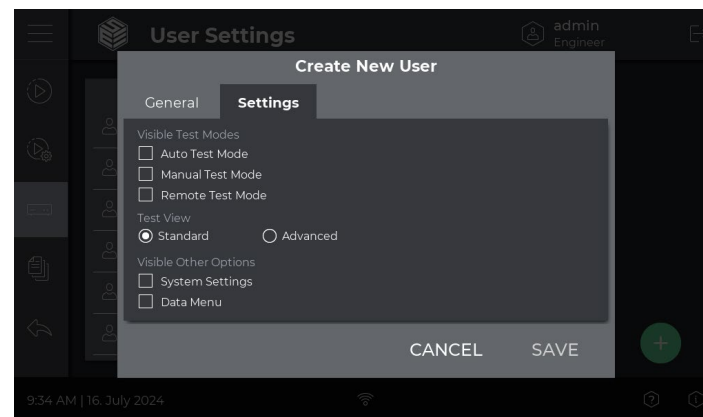 User Settings
admin
Engineer
Create New User
General Settings
Visible Test Modes
Auto Test Mode
Manual Test Mode
Remote Test Mode
Test View
Standard Advanced
Visible Other Options
System Settings
Data Menu
CANCEL SAVE
9:34 AM | 16. July 2024